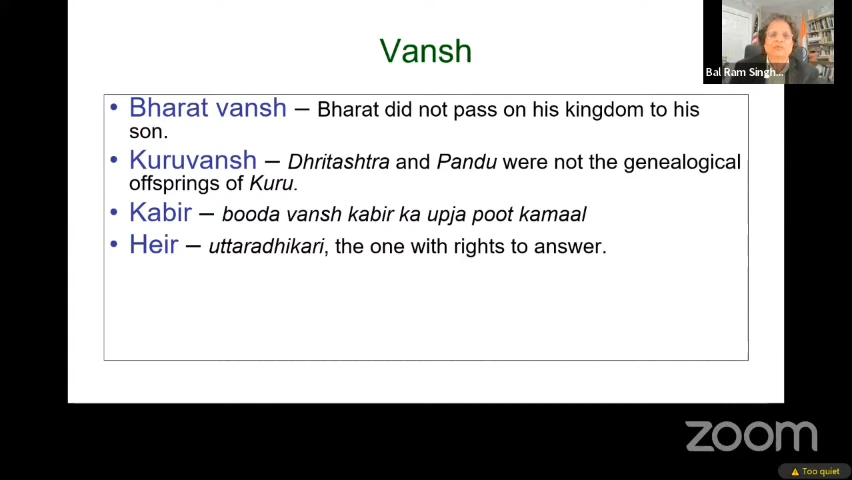 Vansh
Bal Ram Singh...
• Bharat vansh – Bharat did not pass on his kingdom to his
son.
• Kuruvansh – Dhritashtra and Pandu were not the genealogical
offsprings of Kuru.
• Kabir – booda vansh kabir ka upja poot kamaal
• Heir – uttaradhikari, the one with rights to answer.
zoom
Too quiet